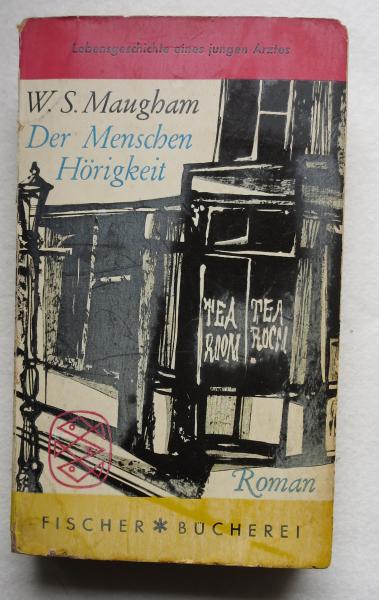 Lebensgeschichte eines jungen Arztes
W. S. Maugham
Der Menschen
Hörigkeit
TEA TEA
ROOM ROOM
Roman
FISCHER * BÜCHEREI